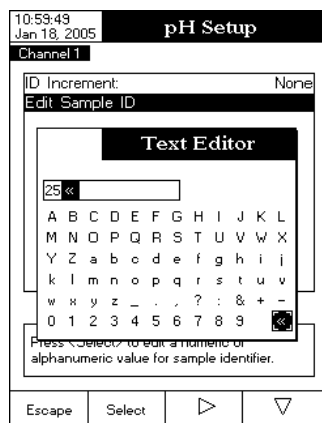 10:59:49
Jan 18, 2005
pH Setup
Channel 1
ID Increment: None
Edit Sample ID
Text Editor
25 «
A B C D E F G H I J K L
M N O P Q R S T U V W X
Y Z a b c d e f g h i j
k l m n o p q r s t u v
w x y z _ . , ? : & + -
0 1 2 3 4 5 6 7 8 9 «
Press <Select> to edit a numeric or
alphanumeric value for sample identifier.
Escape Select ▷ ▽